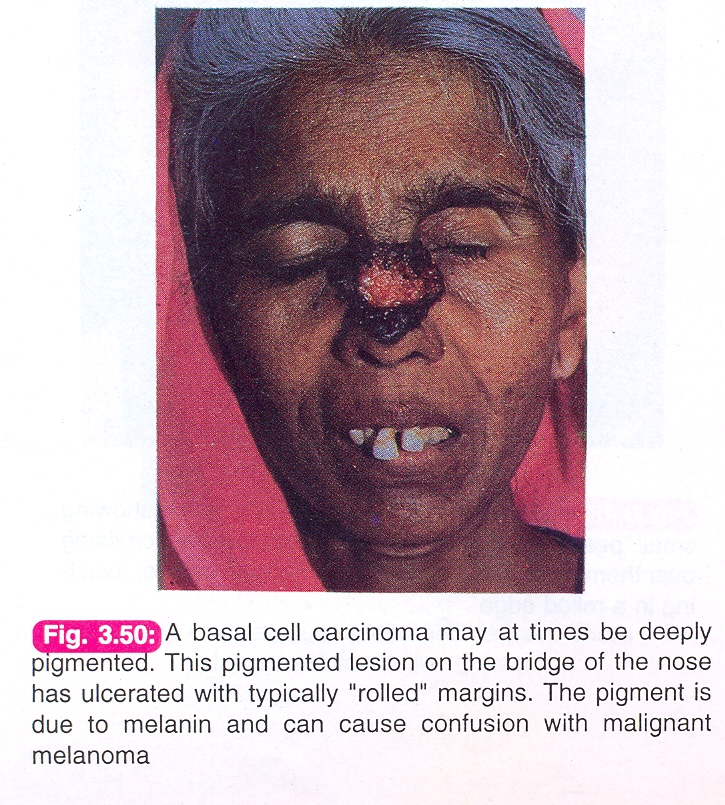 Fig. 3.50: A basal cell carcinoma may at times be deeply
pigmented. This pigmented lesion on the bridge of the nose
has ulcerated with typically "rolled" margins. The pigment is
due to melanin and can cause confusion with malignant
melanoma